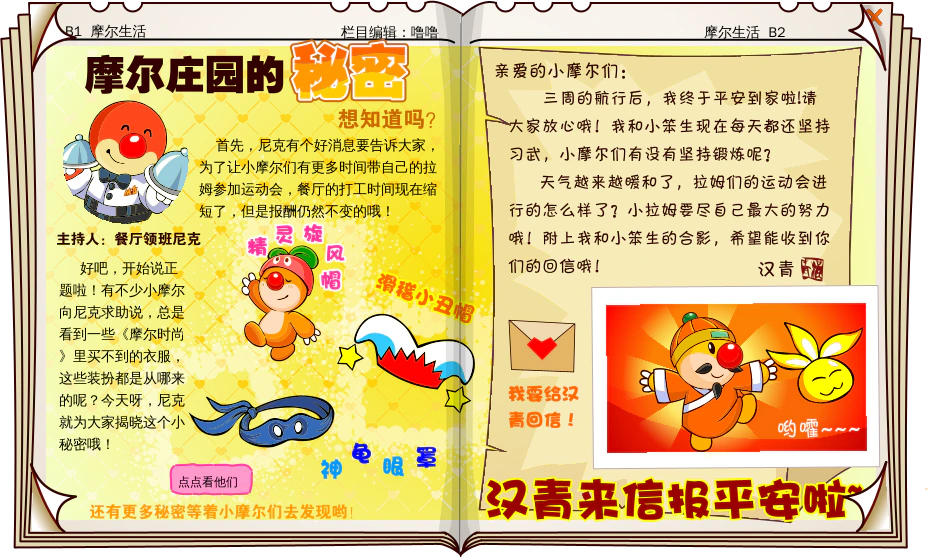 B1 摩尔生活
栏目编辑：噜噜
摩尔庄园的秘密
想知道吗？
首先，尼克有个好消息要告诉大家，
为了让小摩尔们有更多时间带自己的拉
姆参加运动会，餐厅的打工时间现在缩
短了，但是报酬仍然不变的哦！
主持人：餐厅领班尼克
好吧，开始说正
题啦！有不少小摩尔
向尼克求助说，总是
看到一些《摩尔时尚
》里买不到的衣服，
这些装扮都是从哪来
的呢？今天呀，尼克
就为大家揭晓这个小
秘密哦！
精灵旋风帽
滑稽小丑帽
神龟眼罩
点点看他们
还有更多秘密等着小摩尔们去发现哟！
摩尔生活 B2
亲爱的小摩尔们：
三周的航行后，我终于平安到家啦！请
大家放心哦！我和小笨生现在每天都还坚持
习武，小摩尔们有没有坚持锻炼呢？
天气越来越暖和了，拉姆们的运动会进
行的怎么样了？小拉姆要尽自己最大的努力
哦！附上我和小笨生的合影，希望能收到你
们的回信哦！
汉青
我要给汉
青回信！
哟嚯~~~
汉青来信报平安啦~